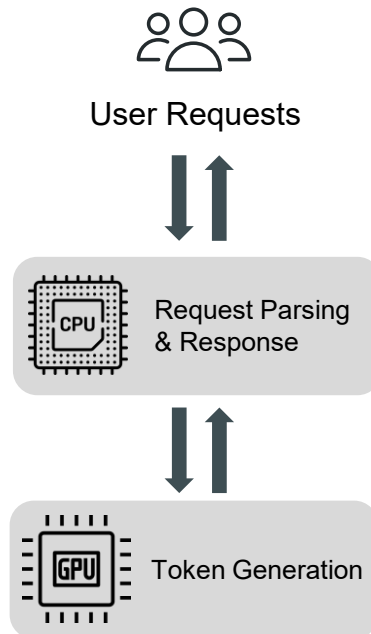 User Requests
CPU
Request Parsing
& Response
GPU
Token Generation